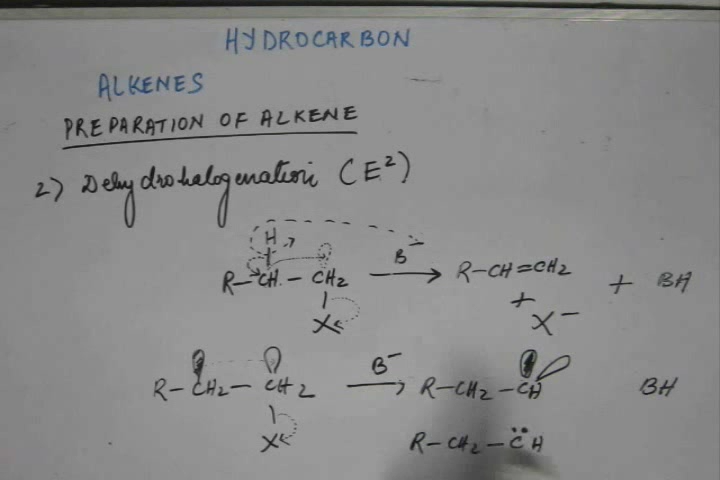 HYDROCARBON
ALKENES
PREPARATION OF ALKENE
2) Dehydrohalogenation (E²)
H
R-CH-CH2 B⁻ → R-CH=CH2 + BH
X + X⁻
R-CH2-CH2 B⁻ → R-CH2-CH BH
X R-CH2-C̈H